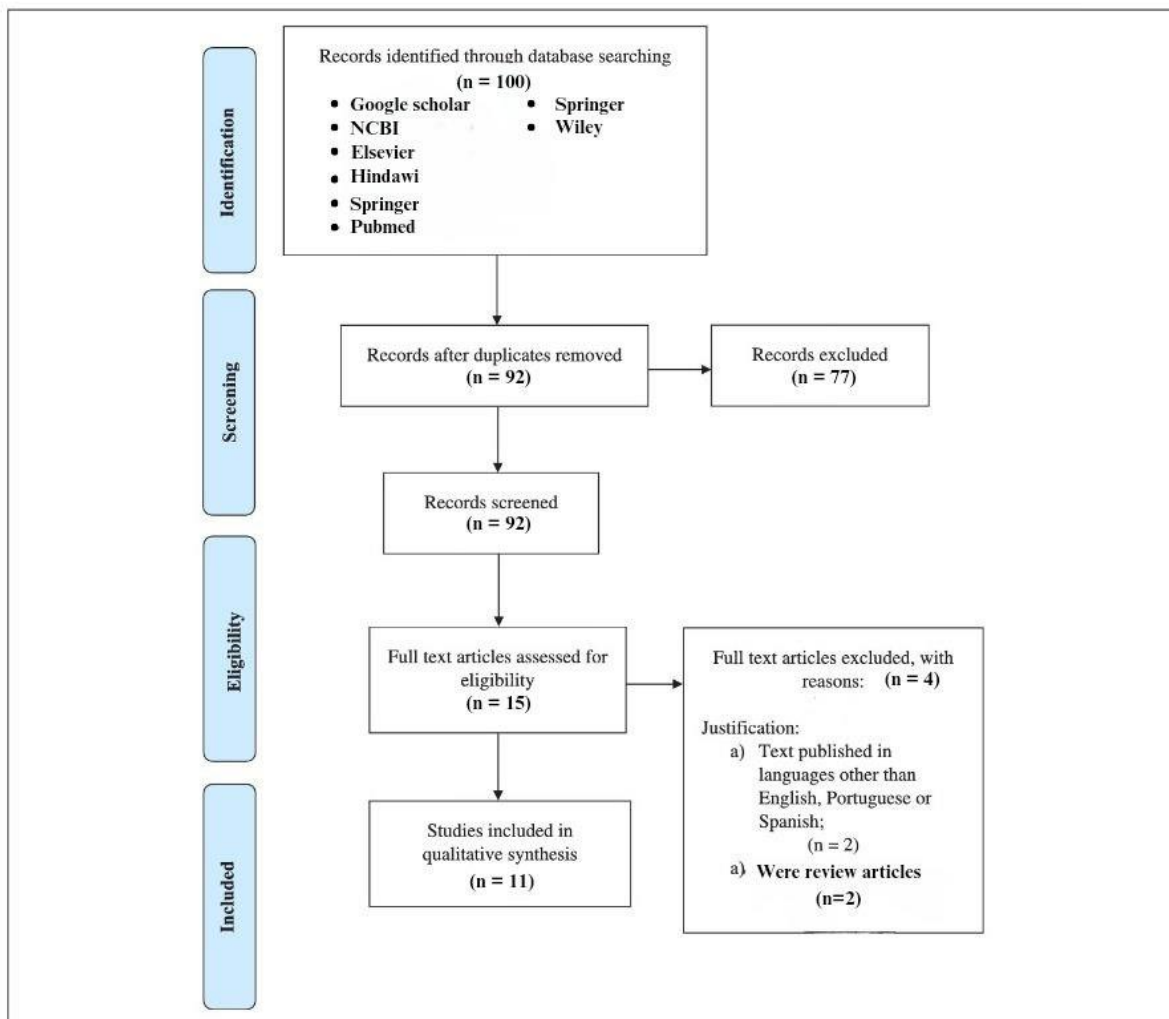 Identification
Records identified through database searching
(n = 100)
• Google scholar
• NCBI
• Elsevier
• Hindawi
• Springer
• Pubmed
• Springer
• Wiley
Screening
Records after duplicates removed
(n = 92)
Records excluded
(n = 77)
Records screened
(n = 92)
Eligibility
Full text articles assessed for
eligibility
(n = 15)
Full text articles excluded, with
reasons: (n = 4)
Justification:
a) Text published in
languages other than
English, Portuguese or
Spanish;
(n = 2)
a) Were review articles
(n=2)
Included
Studies included in
qualitative synthesis
(n = 11)